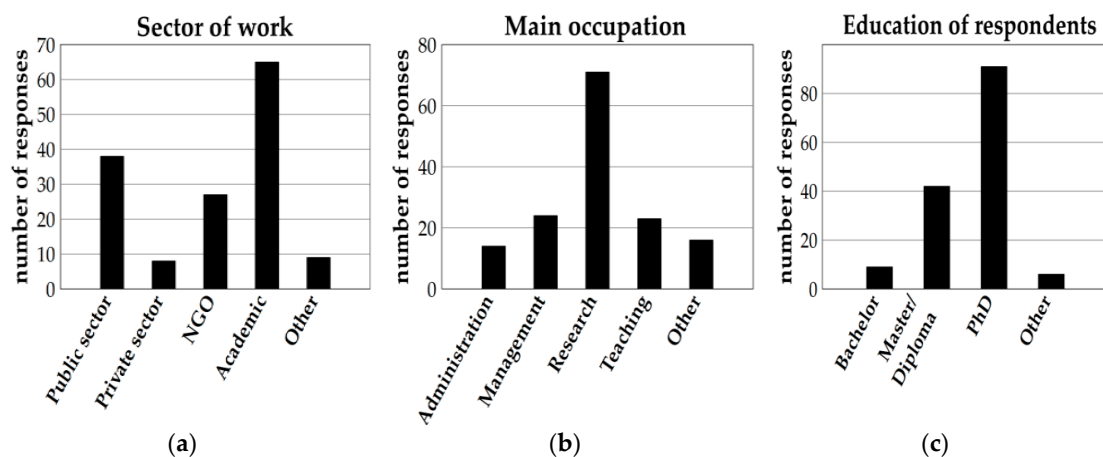 Sector of work
number of responses
70
60
50
40
30
20
10
0
Public sector
Private sector
NGO
Academic
Other
(a)
Main occupation
number of responses
80
60
40
20
0
Administration
Management
Research
Teaching
Other
(b)
Education of respondents
number of responses
80
60
40
20
0
Bachelor
Master/
Diploma
PhD
Other
(c)